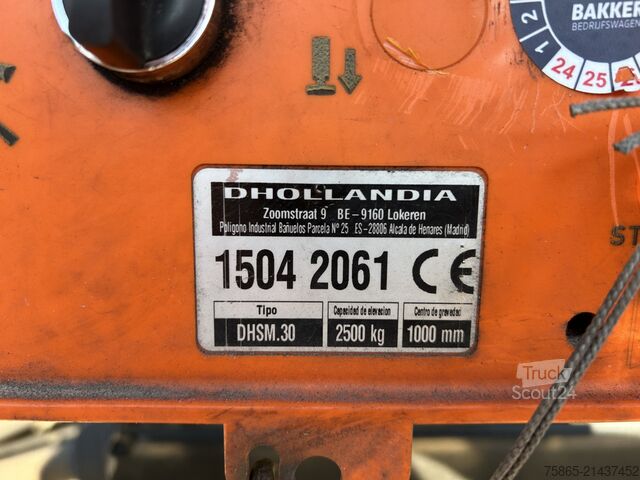 BAKKER
BEDRIJFSWAGEN
2
1
24 25
DHOLLANDIA
Zoomstraat 9 BE-9160 Lokeren
Poligono Industrial Bañuelos Parcela Nº 25 ES-28806 Alcala de Henares (Madrid)
1504 2061 CE
Tipo Capacidad de elevacion Centro de gravedad
DHSM.30 2500 kg 1000 mm
ST
Truck
Scout24
75865-21437452